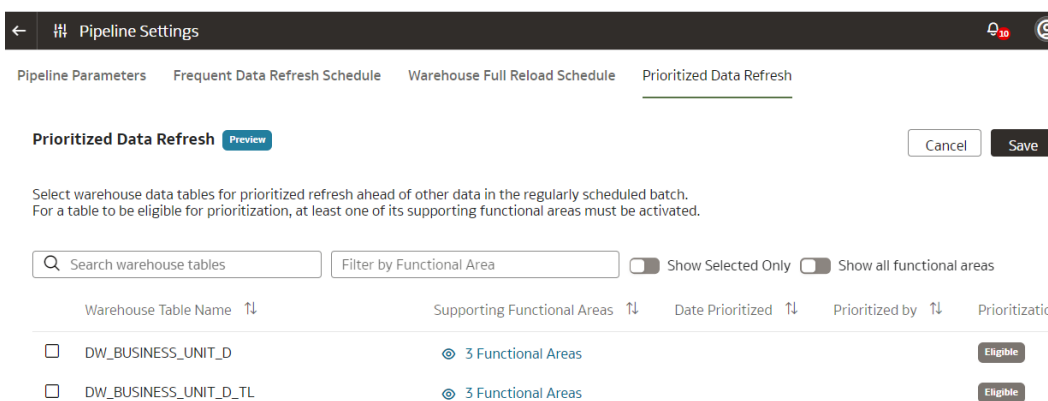 Pipeline Settings 10
Pipeline Parameters Frequent Data Refresh Schedule Warehouse Full Reload Schedule Prioritized Data Refresh
Prioritized Data Refresh Preview Cancel Save
Select warehouse data tables for prioritized refresh ahead of other data in the regularly scheduled batch.
For a table to be eligible for prioritization, at least one of its supporting functional areas must be activated.
Search warehouse tables Filter by Functional Area Show Selected Only Show all functional areas
Warehouse Table Name Supporting Functional Areas Date Prioritized Prioritized by
DW_BUSINESS_UNIT_D 3 Functional Areas Eligible
DW_BUSINESS_UNIT_D_TL 3 Functional Areas Eligible